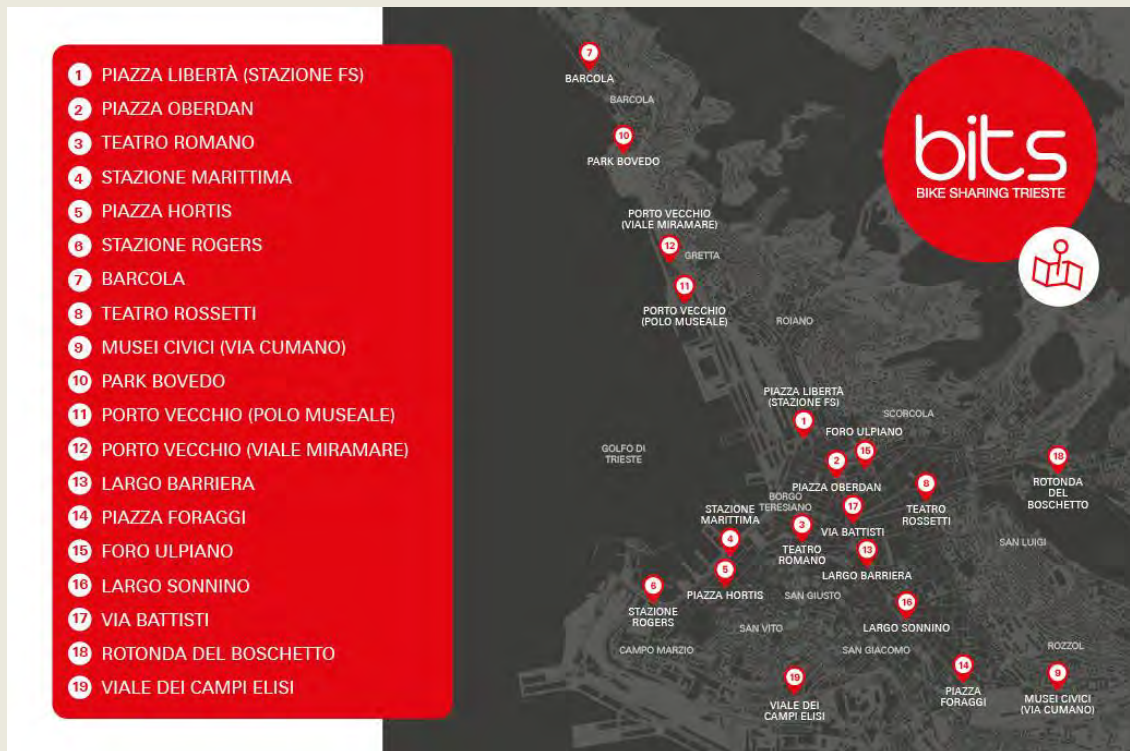 1 PIAZZA LIBERTÀ (STAZIONE FS)
2 PIAZZA OBERDAN
3 TEATRO ROMANO
4 STAZIONE MARITTIMA
5 PIAZZA HORTIS
6 STAZIONE ROGERS
7 BARCOLA
8 TEATRO ROSSETTI
9 MUSEI CIVICI (VIA CUMANO)
10 PARK BOVEDO
11 PORTO VECCHIO (POLO MUSEALE)
12 PORTO VECCHIO (VIALE MIRAMARE)
13 LARGO BARRIERA
14 PIAZZA FORAGGI
15 FORO ULPIANO
16 LARGO SONNINO
17 VIA BATTISTI
18 ROTONDA DEL BOSCHETTO
19 VIALE DEI CAMPI ELISI
bits
BIKE SHARING TRIESTE
7
BARCOLA
BARCOLA
10
PARK BOVEDO
PORTO VECCHIO
(VIALE MIRAMARE)
12
GRETTA
11
PORTO VECCHIO
(POLO MUSEALE)
ROIANO
PIAZZA LIBERTÀ
(STAZIONE FS)
1
SCORCOLA
FORO ULPIANO
15
GOLFO DI
TRIESTE
2
PIAZZA OBERDAN
18
ROTONDA
DEL
BOSCHETTO
8
TEATRO
ROSSETTI
BORGO
TERESIANO
17
VIA BATTISTI
STAZIONE
MARITTIMA
4
3
TEATRO
ROMANO
13
LARGO BARRIERA
SAN LUIGI
5
PIAZZA HORTIS
6
STAZIONE
ROGERS
SAN GIUSTO
16
LARGO SONNINO
SAN VITO
CAMPO MARZIO
SAN GIACOMO
ROZZOL
19
VIALE DEI
CAMPI ELISI
14
PIAZZA
FORAGGI
9
MUSEI CIVICI
(VIA CUMANO)